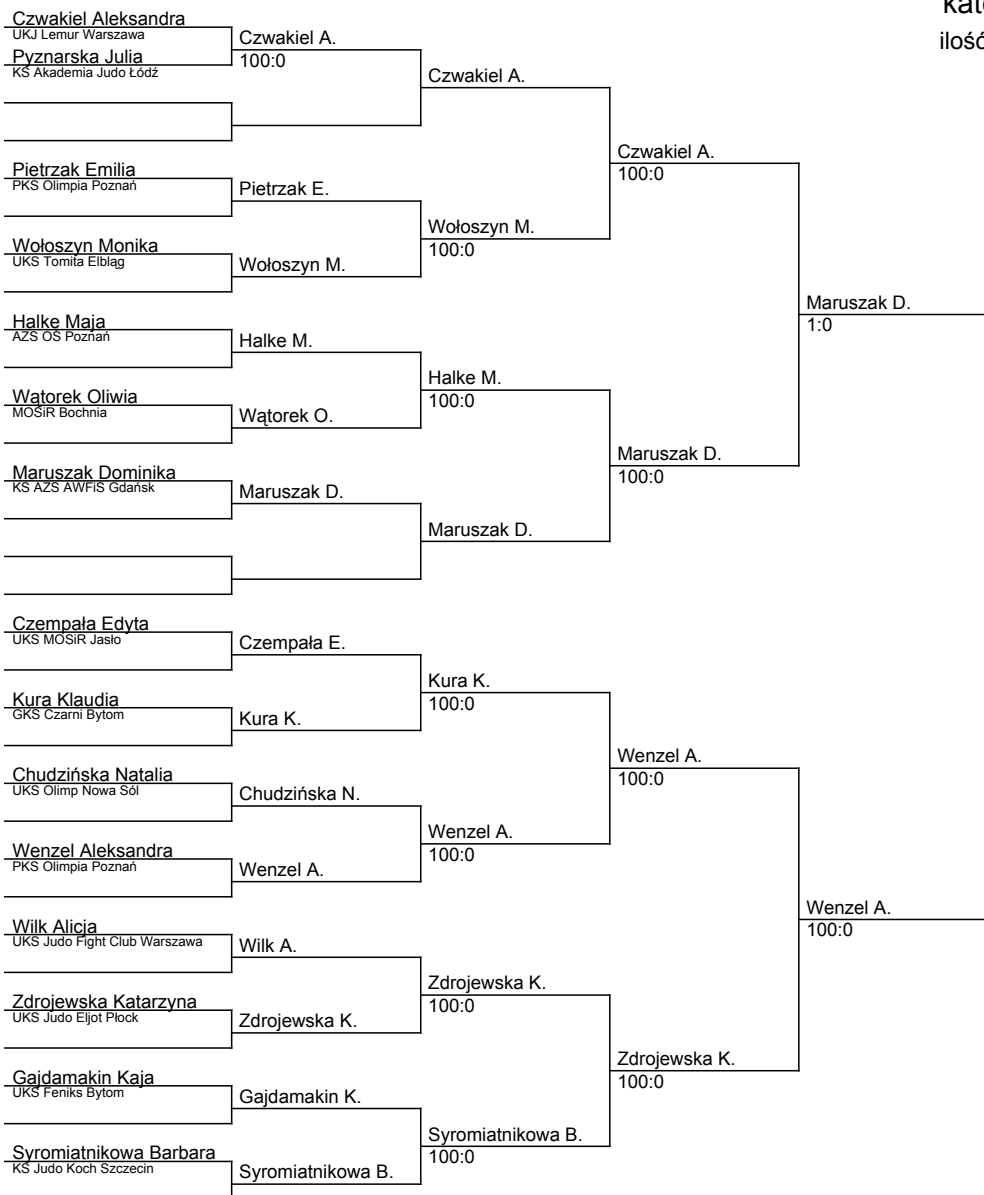 kate
ilość
Czwakiel Aleksandra
UKJ Lemur Warszawa
Pyznarska Julia
KS Akademia Judo Łódź
Pietrzak Emilia
PKS Olimpia Poznań
Wołoszyn Monika
UKS Tomita Elbląg
Halke Maja
AZS OŚ Poznań
Wątorek Oliwia
MOSiR Bochnia
Maruszak Dominika
KS AZS AWFiS Gdańsk
Czempała Edyta
UKS MOSiR Jasło
Kura Klaudia
GKS Czarni Bytom
Chudzińska Natalia
UKS Olimp Nowa Sól
Wenzel Aleksandra
PKS Olimpia Poznań
Wilk Alicja
UKS Judo Fight Club Warszawa
Zdrojewska Katarzyna
UKS Judo Eljot Płock
Gajdamakin Kaja
UKS Feniks Bytom
Syromiatnikowa Barbara
KS Judo Koch Szczecin
Czwakiel A.
100:0
Pietrzak E.
Wołoszyn M.
Halke M.
Wątorek O.
Maruszak D.
Czempała E.
Kura K.
Chudzińska N.
Wenzel A.
Wilk A.
Zdrojewska K.
Gajdamakin K.
Syromiatnikowa B.
Czwakiel A.
Wołoszyn M.
100:0
Halke M.
100:0
Maruszak D.
Kura K.
100:0
Wenzel A.
100:0
Zdrojewska K.
100:0
Syromiatnikowa B.
100:0
Czwakiel A.
100:0
Maruszak D.
100:0
Wenzel A.
100:0
Zdrojewska K.
100:0
Maruszak D.
1:0
Wenzel A.
100:0